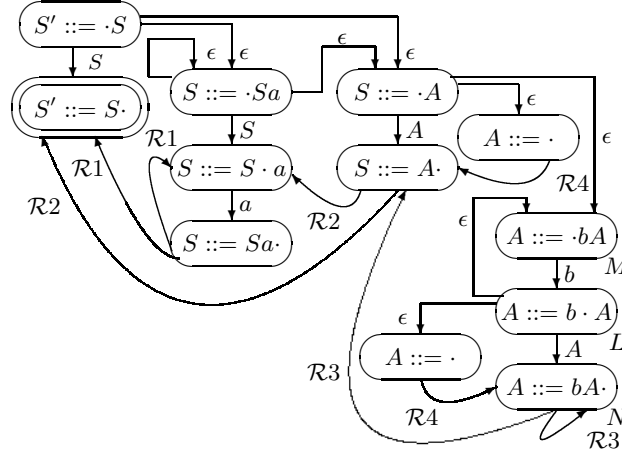 S' ::= ·S
S
ϵ
ϵ
ϵ
ϵ
S' ::= S·
S ::= ·Sa
S ::= ·A
ϵ
S
A
A ::= ·
ϵ
R1
R1
S ::= S · a
S ::= A·
R2
R2
R4
a
S ::= Sa·
ϵ
A ::= ·bA
M
b
A ::= b · A
L
ϵ
A
A ::= ·
R3
A ::= bA·
R4
N
R3